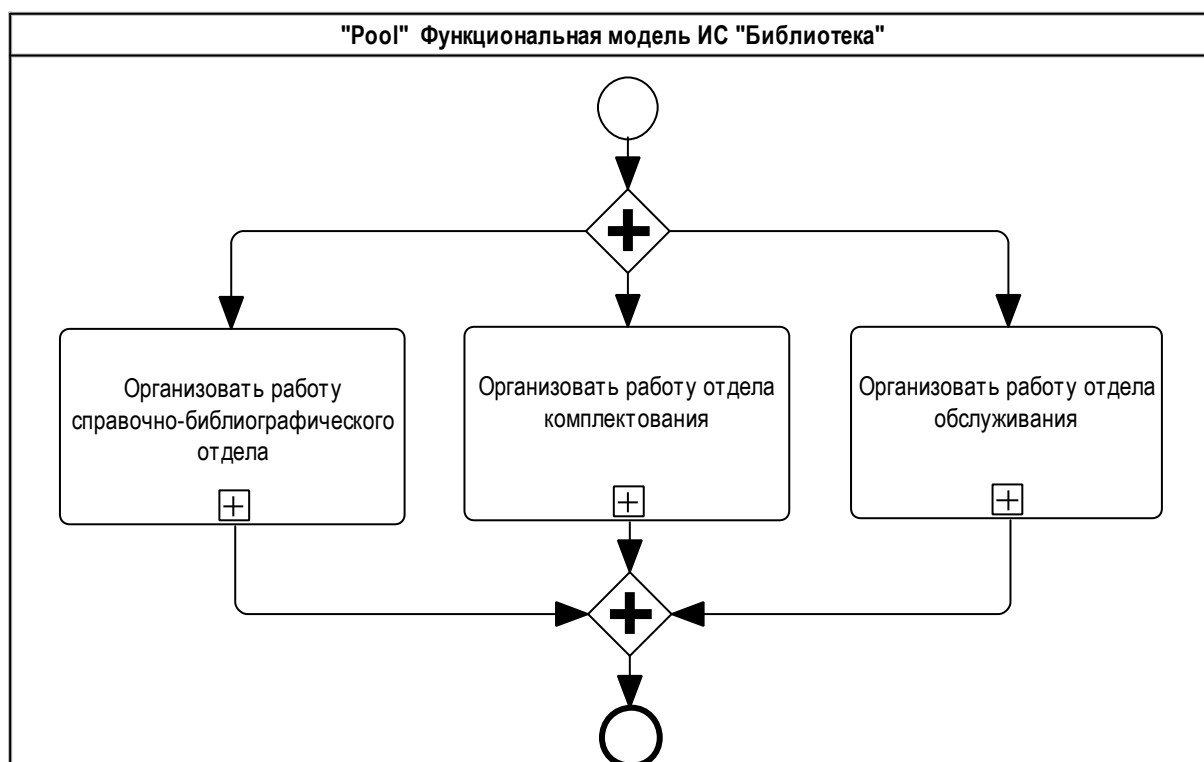 "Pool" Функциональная модель ИС "Библиотека"
Организовать работу
справочно-библиографического
отдела
Организовать работу отдела
комплектования
Организовать работу отдела
обслуживания